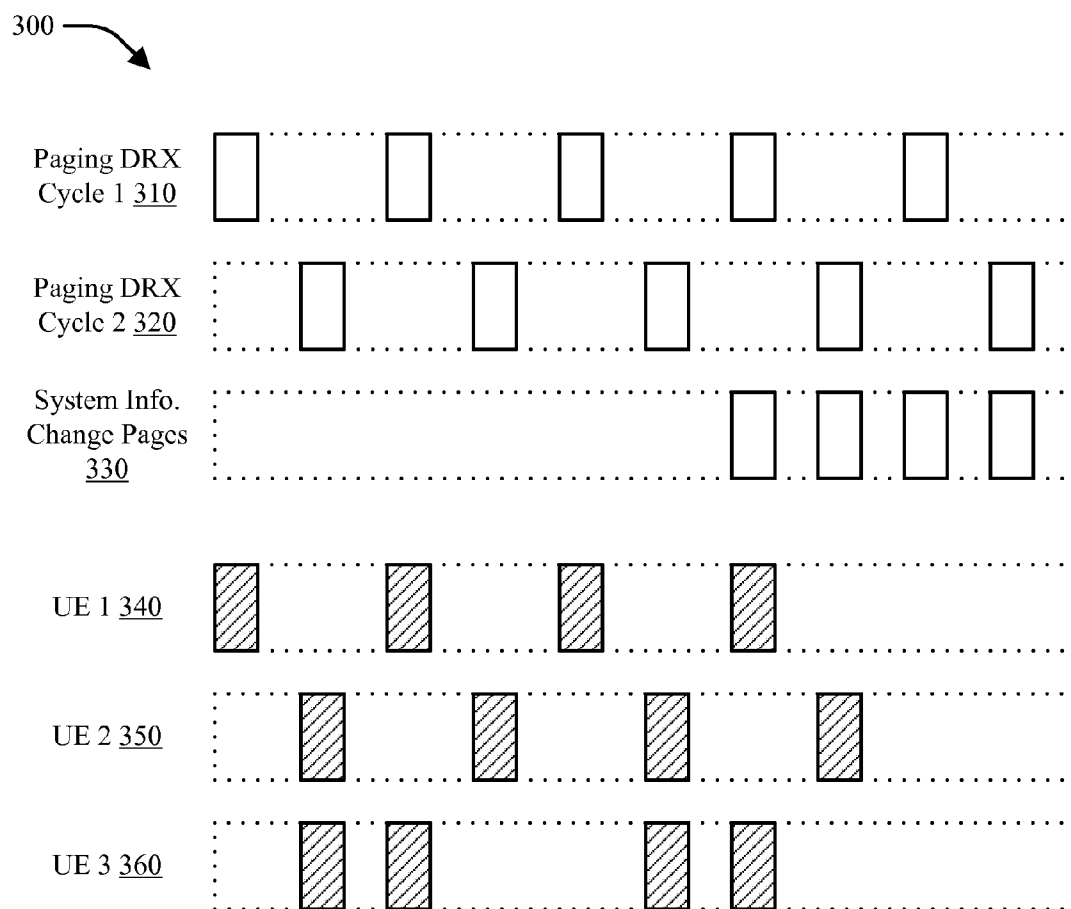 300
Paging DRX
Cycle 1 310
Paging DRX
Cycle 2 320
System Info.
Change Pages
330
UE 1 340
UE 2 350
UE 3 360